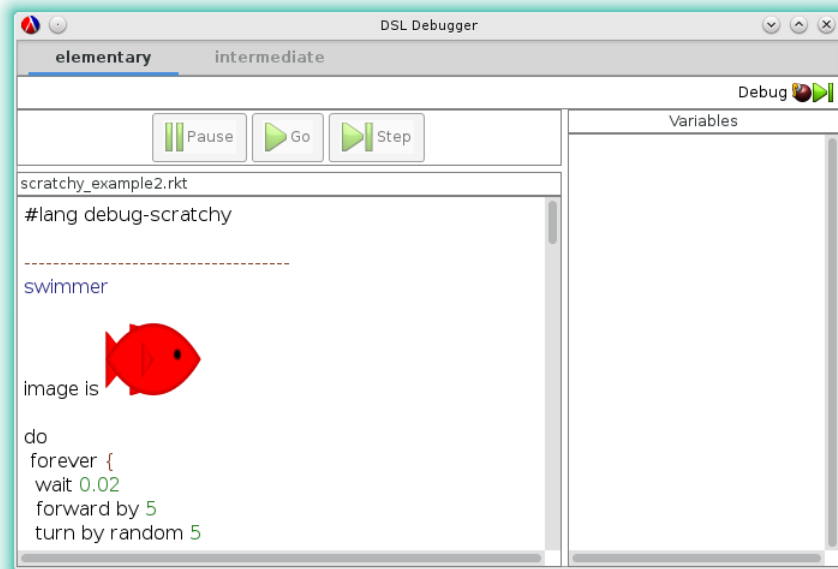 DSL Debugger
elementary intermediate
Debug
Pause Go Step
Variables
scratchy_example2.rkt
#lang debug-scratchy
----------------------------------
swimmer
image is
do
forever {
wait 0.02
forward by 5
turn by random 5